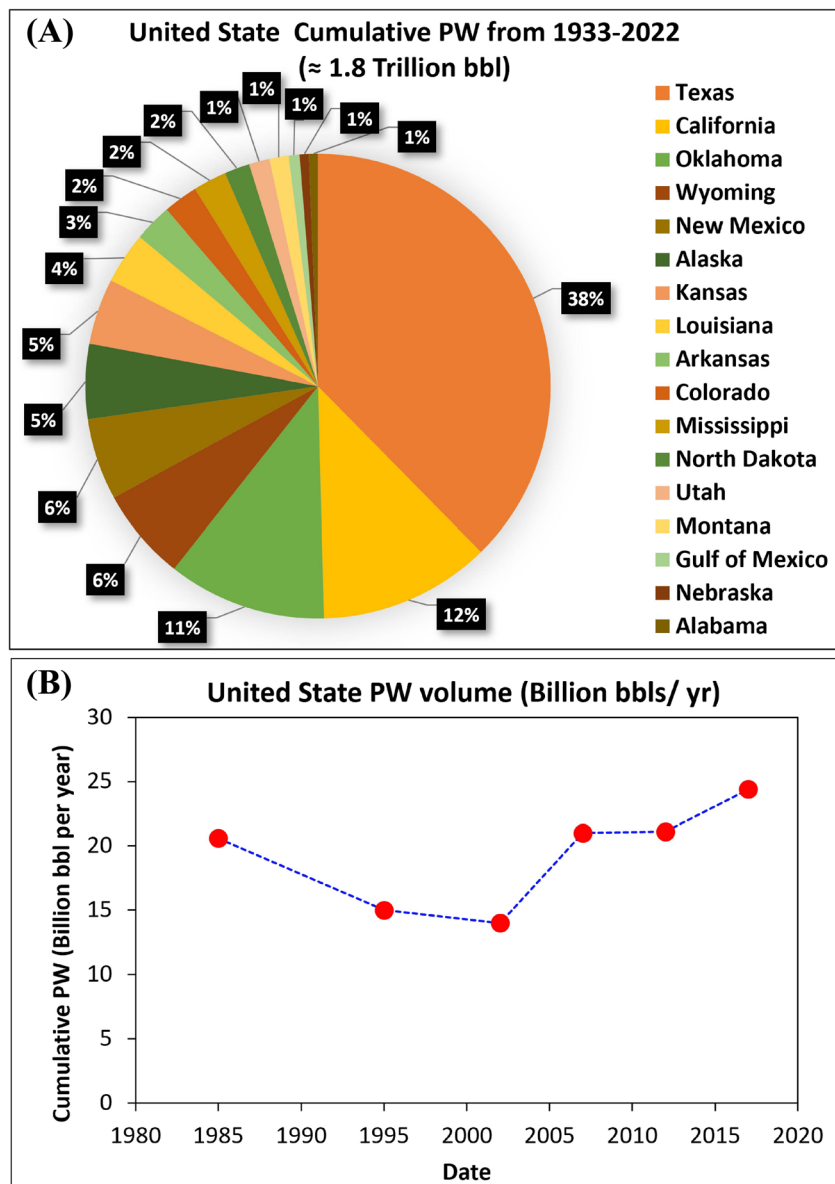 (A) United State  Cumulative PW from 1933-2022
(≈ 1.8 Trillion bbl)
38%
12%
11%
6%
6%
5%
5%
4%
3%
2%
2%
2%
1%
1%
1%
1%
1%
Texas
California
Oklahoma
Wyoming
New Mexico
Alaska
Kansas
Louisiana
Arkansas
Colorado
Mississippi
North Dakota
Utah
Montana
Gulf of Mexico
Nebraska
Alabama
(B) United State PW volume (Billion bbls/ yr)
Cumulative PW (Billion bbl per year)
30
25
20
15
10
5
0
1980 1985 1990 1995 2000 2005 2010 2015 2020
Date